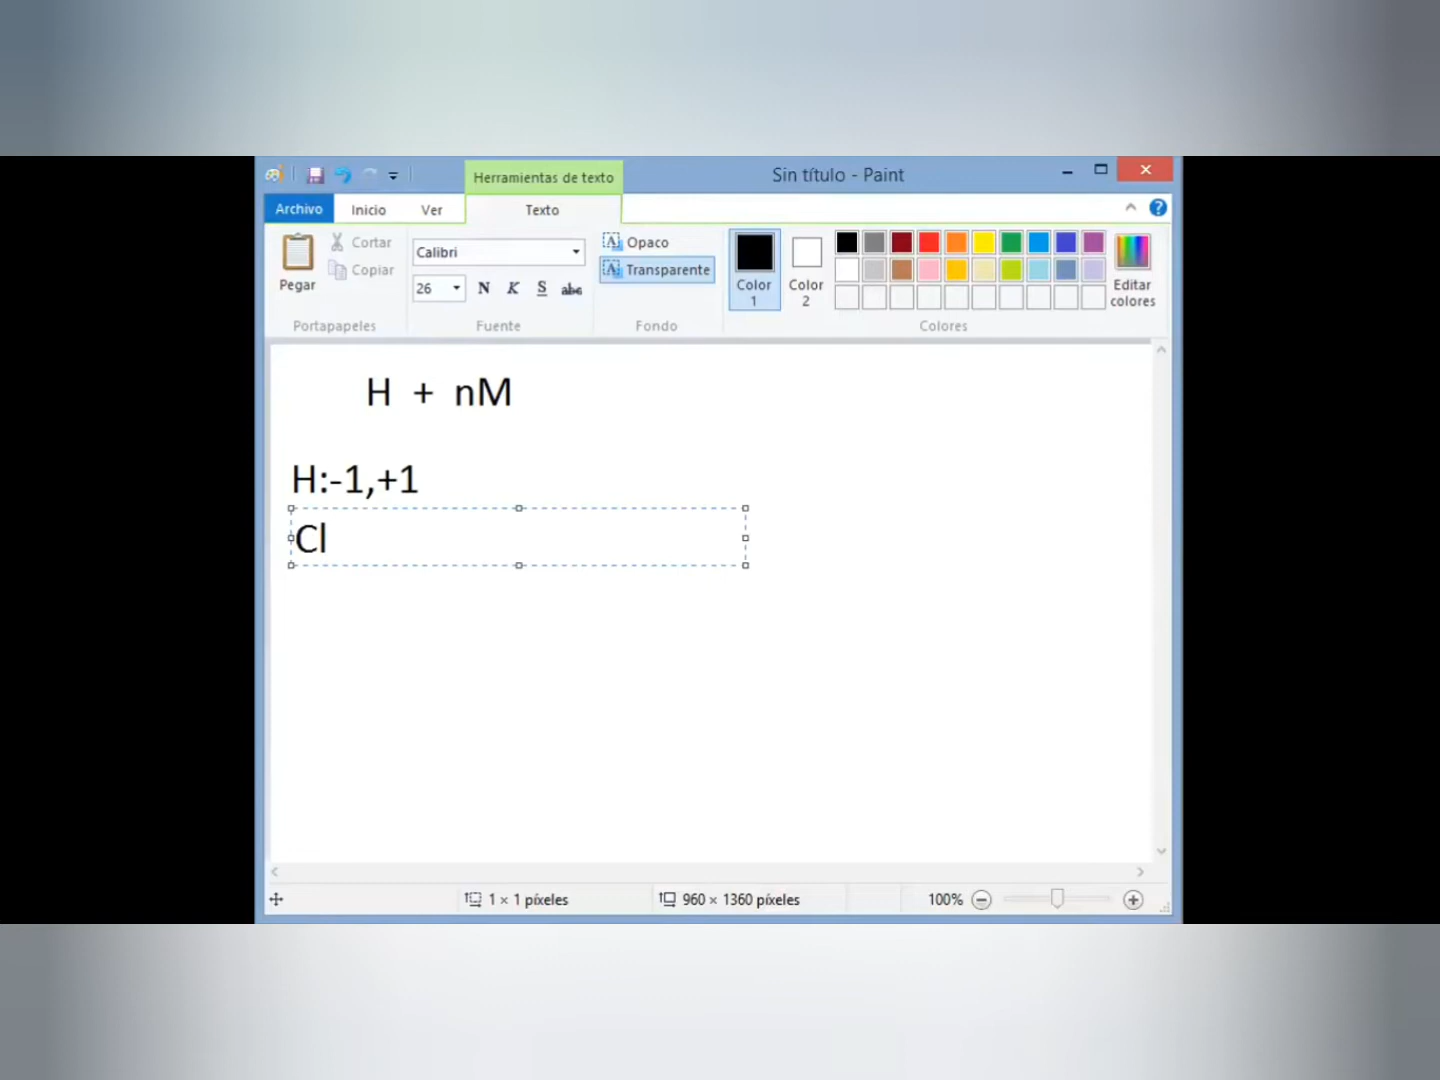 Herramientas de texto
Sin título - Paint
Archivo
Inicio
Ver
Texto
Pegar
Cortar
Copiar
Portapapeles
Calibri
26
N K S abc
Fuente
Opaco
Transparente
Fondo
Color 1
Color 2
Editar colores
Colores
H + nM
H:-1,+1
Cl
1 × 1 píxeles
960 × 1360 píxeles
100%